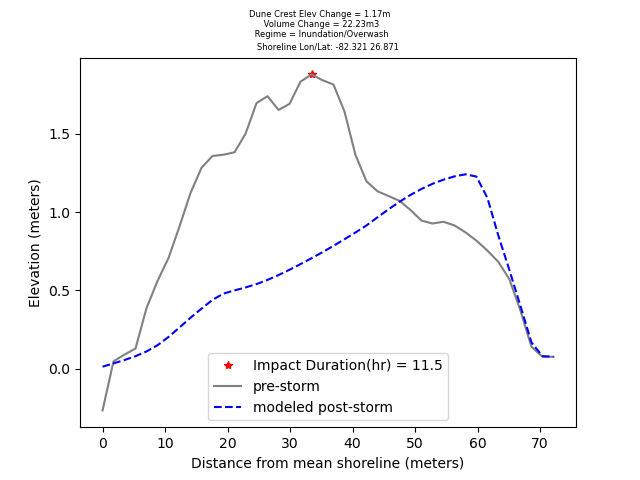 Dune Crest Elev Change = 1.17m
Volume Change = 22.23m3
Regime = Inundation/Overwash
Shoreline Lon/Lat: -82.321 26.871
Elevation (meters)
1.5
1.0
0.5
0.0
Impact Duration(hr) = 11.5
pre-storm
modeled post-storm
0 10 20 30 40 50 60 70
Distance from mean shoreline (meters)